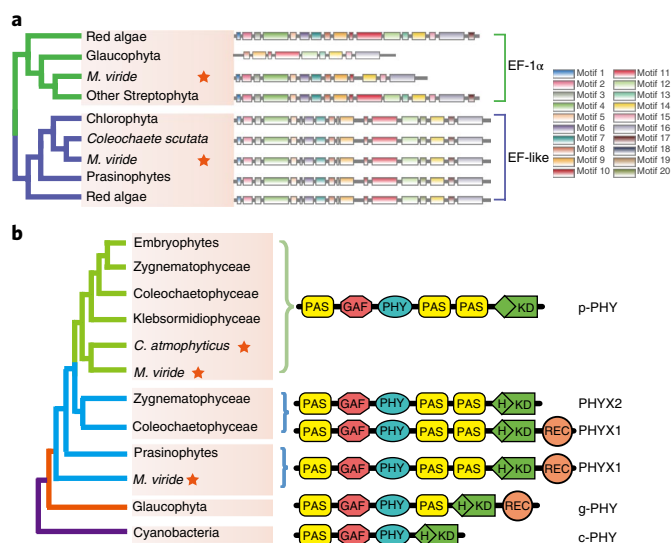 a
Red algae
Glaucophyta
M. viride
Other Streptophyta
EF-1α
Chlorophyta
Coleochaete scutata
M. viride
Prasinophytes
Red algae
EF-like
Motif 1 Motif 11
Motif 2 Motif 12
Motif 3 Motif 13
Motif 4 Motif 14
Motif 5 Motif 15
Motif 6 Motif 16
Motif 7 Motif 17
Motif 8 Motif 18
Motif 9 Motif 19
Motif 10 Motif 20
b
Embryophytes
Zygnematophyceae
Coleochaetophyceae
Klebsormidiophyceae
C. atmophyticus
M. viride
PAS GAF PHY PAS PAS KD p-PHY
Zygnematophyceae PAS GAF PHY PAS PAS H KD PHYX2
Coleochaetophyceae PAS GAF PHY PAS PAS H KD REC PHYX1
Prasinophytes
PAS GAF PHY PAS PAS H KD REC PHYX1
M. viride
Glaucophyta PAS GAF PHY PAS H KD REC g-PHY
Cyanobacteria PAS GAF PHY H KD c-PHY